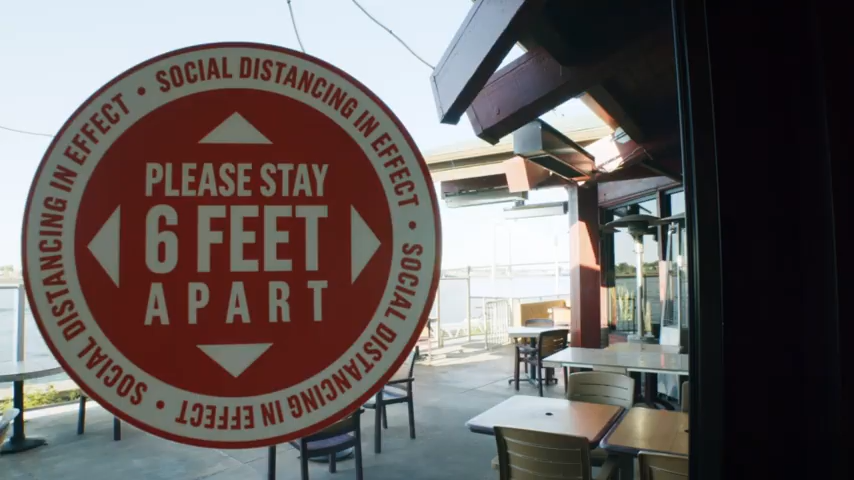 SOCIAL DISTANCING IN EFFECT • SOCIAL DISTANCING IN EFFECT • SOCIAL DISTANCING IN EFFECT •
PLEASE STAY
6 FEET
APART